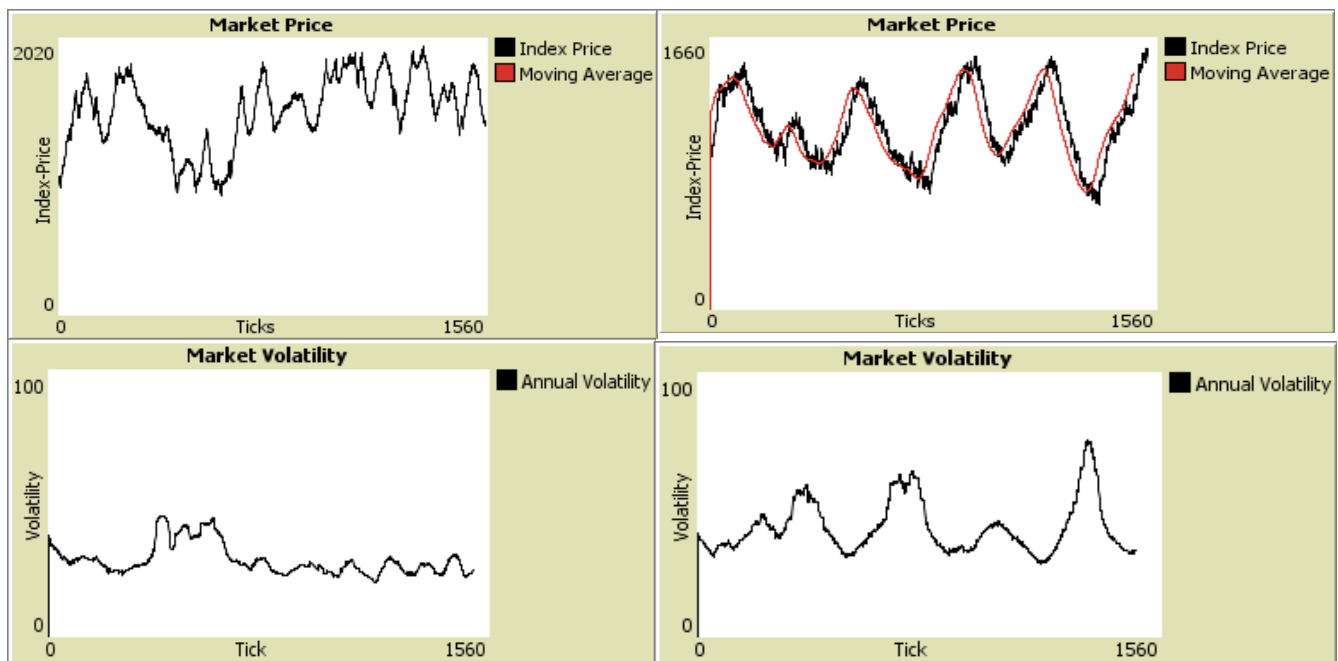 Market Price
2020
Index Price
Moving Average
Index-Price
0
0
Ticks
1560
Market Price
1660
Index Price
Moving Average
Index-Price
0
0
Ticks
1560
Market Volatility
100
Annual Volatility
Volatility
0
0
Tick
1560
Market Volatility
100
Annual Volatility
Volatility
0
0
Tick
1560